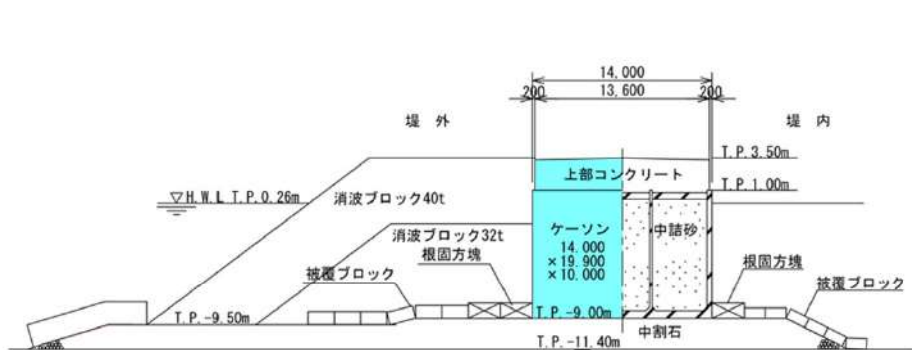 14,000
200 13,600 200
堤 外
堤 内
T.P.3.50m
上部コンクリート
T.P.1.00m
▽H.W.L T.P.0.26m
消波ブロック40t
ケーソン
14.000
×19.900
×10.000
中詰砂
消波ブロック32t
根固方塊
被覆ブロック
根固方塊
被覆ブロック
T.P.-9.50m
T.P.-9.00m
中割石
T.P.-11.40m